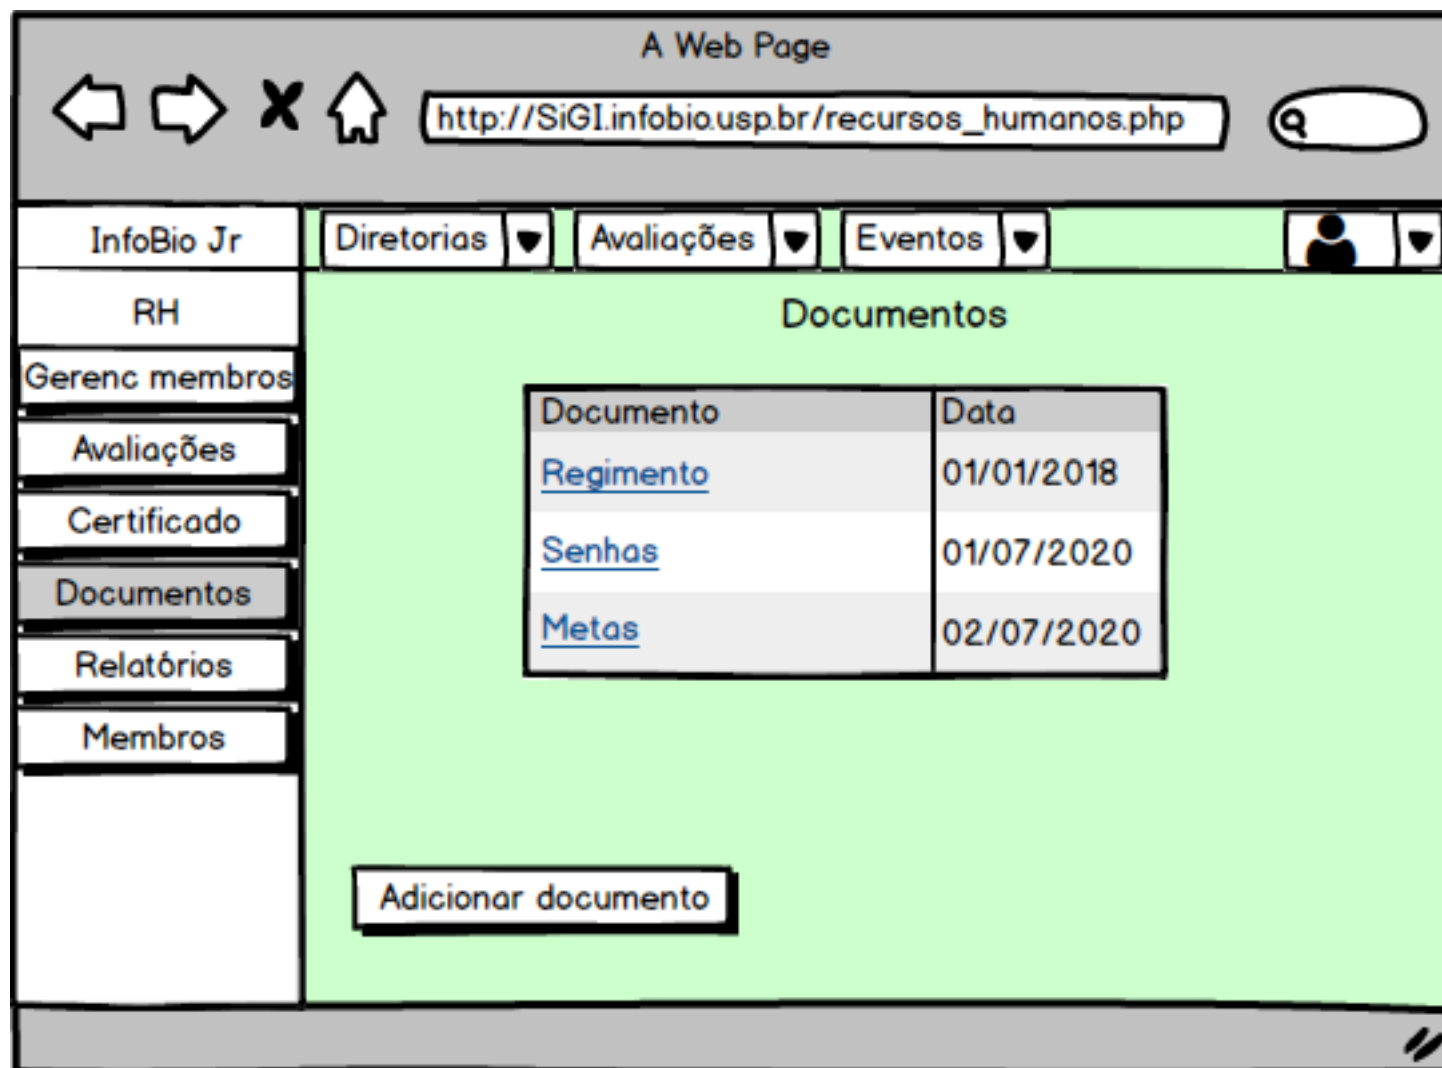 A Web Page
http://SiGI.infobio.usp.br/recursos_humanos.php
InfoBio Jr
Diretorias
Avaliações
Eventos
RH
Gerenc membros
Avaliações
Certificado
Documentos
Relatórios
Membros
Documentos
Documento Data
Regimento 01/01/2018
Senhas 01/07/2020
Metas 02/07/2020
Adicionar documento